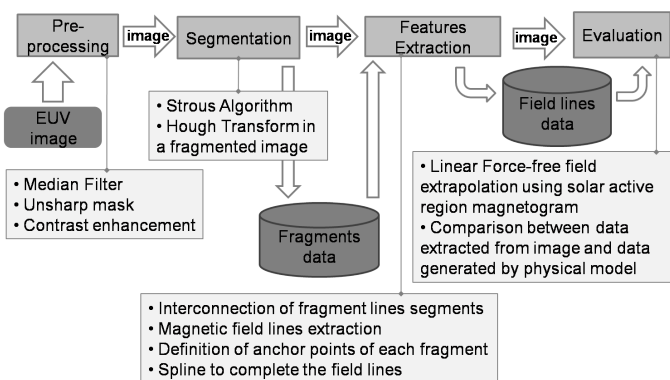 Pre-
processing
image
Segmentation
image
Features
Extraction
image
Evaluation
EUV
image
• Strous Algorithm
• Hough Transform in
a fragmented image
Field lines
data
• Median Filter
• Unsharp mask
• Contrast enhancement
Fragments
data
• Linear Force-free field
extrapolation using solar active
region magnetogram
• Comparison between data
extracted from image and data
generated by physical model
• Interconnection of fragment lines segments
• Magnetic field lines extraction
• Definition of anchor points of each fragment
• Spline to complete the field lines